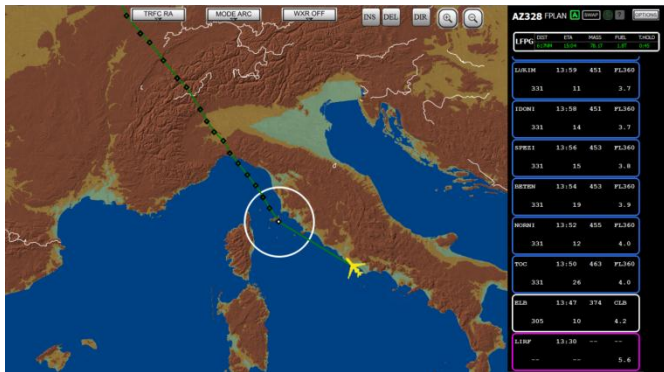 TRFC RA
MODE ARC
WXR OFF
INS DEL
DIR
AZ328 FPLAN A SWAP OPTIONS
DIST ETA MASS FUEL T.HOLD
LFPG
LUKIM 13:59 451 FL360
331 11 3.7
IDONI 13:58 451 FL360
331 14 3.7
SPEZI 13:56 453 FL360
331 15 3.8
BETEN 13:54 453 FL360
331 19 3.9
NORNI 13:52 455 FL360
331 12 4.0
TOC 13:50 463 FL360
331 26 4.0
ELB 13:47 374 CLB
305 10 4.2
LIRF 13:30 -- --
-- -- 5.6